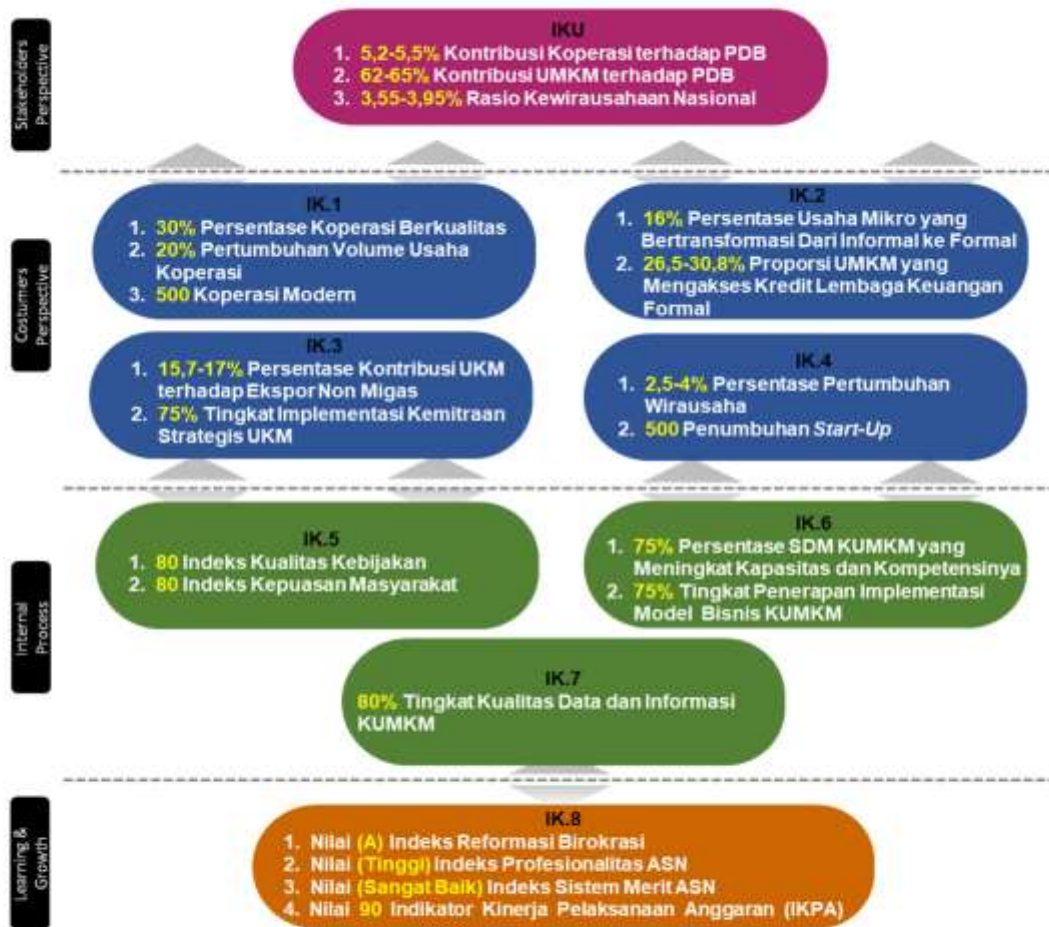 Stakeholders
Perspective
IKU
1. 5,2-5,5% Kontribusi Koperasi terhadap PDB
2. 62-65% Kontribusi UMKM terhadap PDB
3. 3,55-3,95% Rasio Kewirausahaan Nasional
Costumers
Perspective
IK.1
1. 30% Persentase Koperasi Berkualitas
2. 20% Pertumbuhan Volume Usaha
Koperasi
3. 500 Koperasi Modern
IK.2
1. 16% Persentase Usaha Mikro yang
Bertransformasi Dari Informal ke Formal
2. 26,5-30,8% Proporsi UMKM yang
Mengakses Kredit Lembaga Keuangan
Formal
IK.3
1. 15,7-17% Persentase Kontribusi UKM
terhadap Ekspor Non Migas
2. 75% Tingkat Implementasi Kemitraan
Strategis UKM
IK.4
1. 2,5-4% Persentase Pertumbuhan
Wirausaha
2. 500 Penumbuhan Start-Up
Internal
Process
IK.5
1. 80 Indeks Kualitas Kebijakan
2. 80 Indeks Kepuasan Masyarakat
IK.6
1. 75% Persentase SDM KUMKM yang
Meningkat Kapasitas dan Kompetensinya
2. 75% Tingkat Penerapan Implementasi
Model Bisnis KUMKM
IK.7
80% Tingkat Kualitas Data dan Informasi
KUMKM
Learning &
Growth
IK.8
1. Nilai (A) Indeks Reformasi Birokrasi
2. Nilai (Tinggi) Indeks Profesionalitas ASN
3. Nilai (Sangat Baik) Indeks Sistem Merit ASN
4. Nilai 90 Indikator Kinerja Pelaksanaan Anggaran (IKPA)